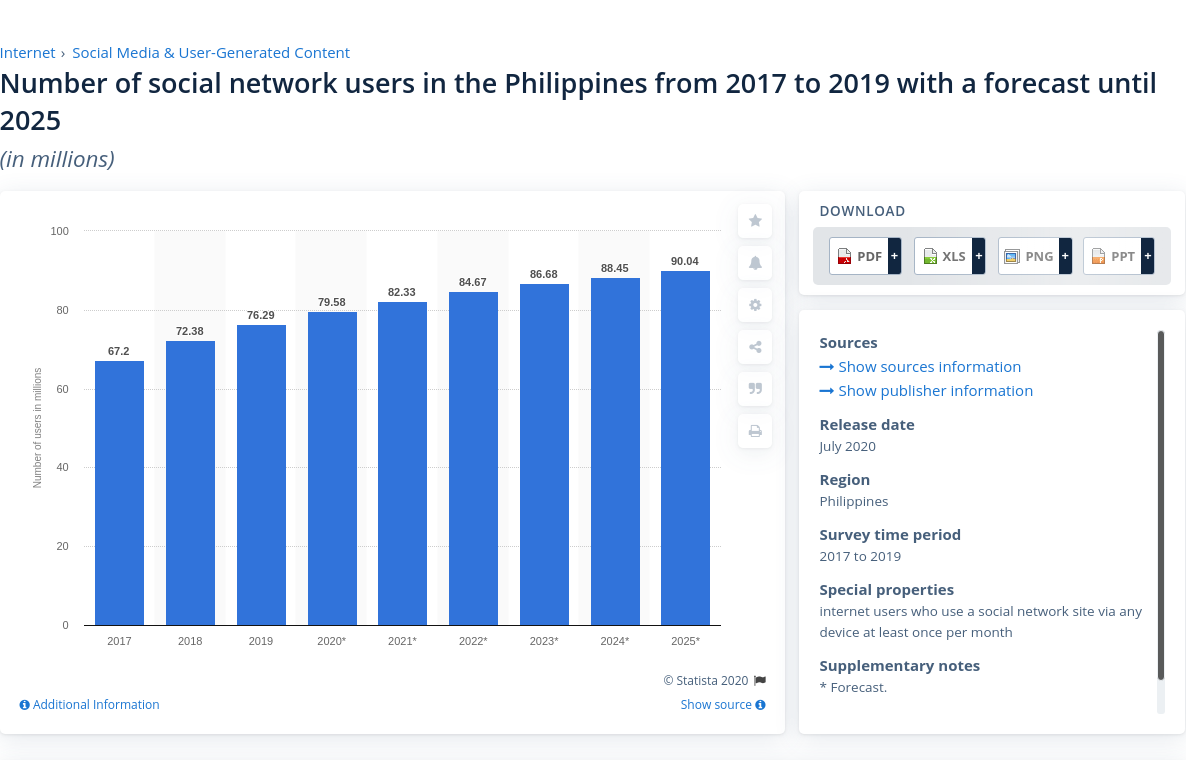 Internet › Social Media & User-Generated Content
Number of social network users in the Philippines from 2017 to 2019 with a forecast until
2025
(in millions)
100
80
60
40
20
0
Number of users in millions
67.2
72.38
76.29
79.58
82.33
84.67
86.68
88.45
90.04
2017
2018
2019
2020*
2021*
2022*
2023*
2024*
2025*
© Statista 2020
Additional Information
Show source
DOWNLOAD
PDF +
XLS +
PNG +
PPT +
Sources
Show sources information
Show publisher information
Release date
July 2020
Region
Philippines
Survey time period
2017 to 2019
Special properties
internet users who use a social network site via any
device at least once per month
Supplementary notes
* Forecast.